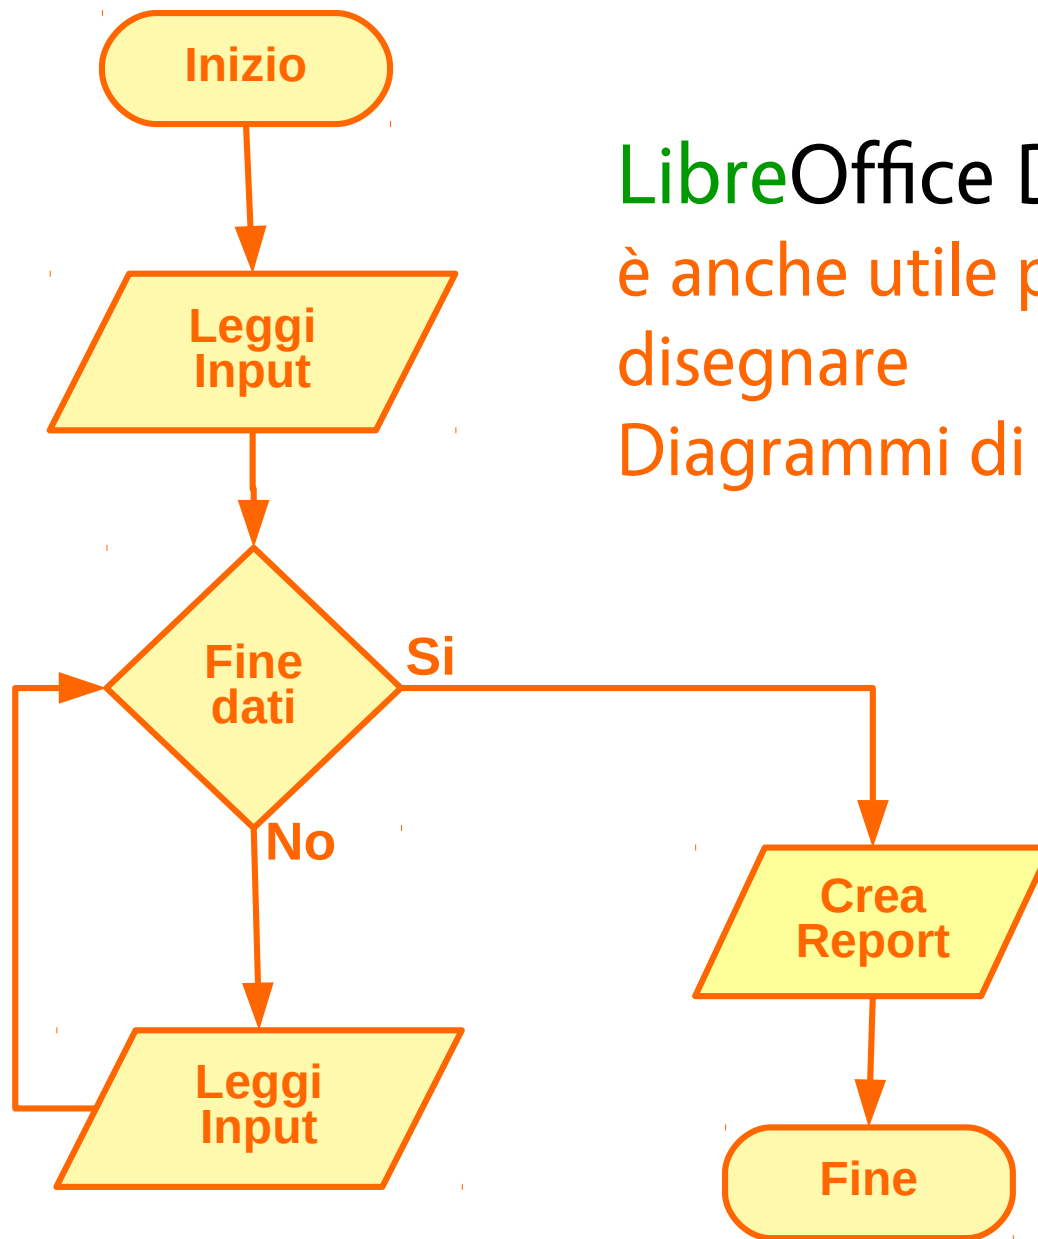 Inizio
LibreOffice
è anche utile
disegnare
Diagrammi di
Leggi
Input
Fine
dati
Si
No
Crea
Report
Leggi
Input
Fine